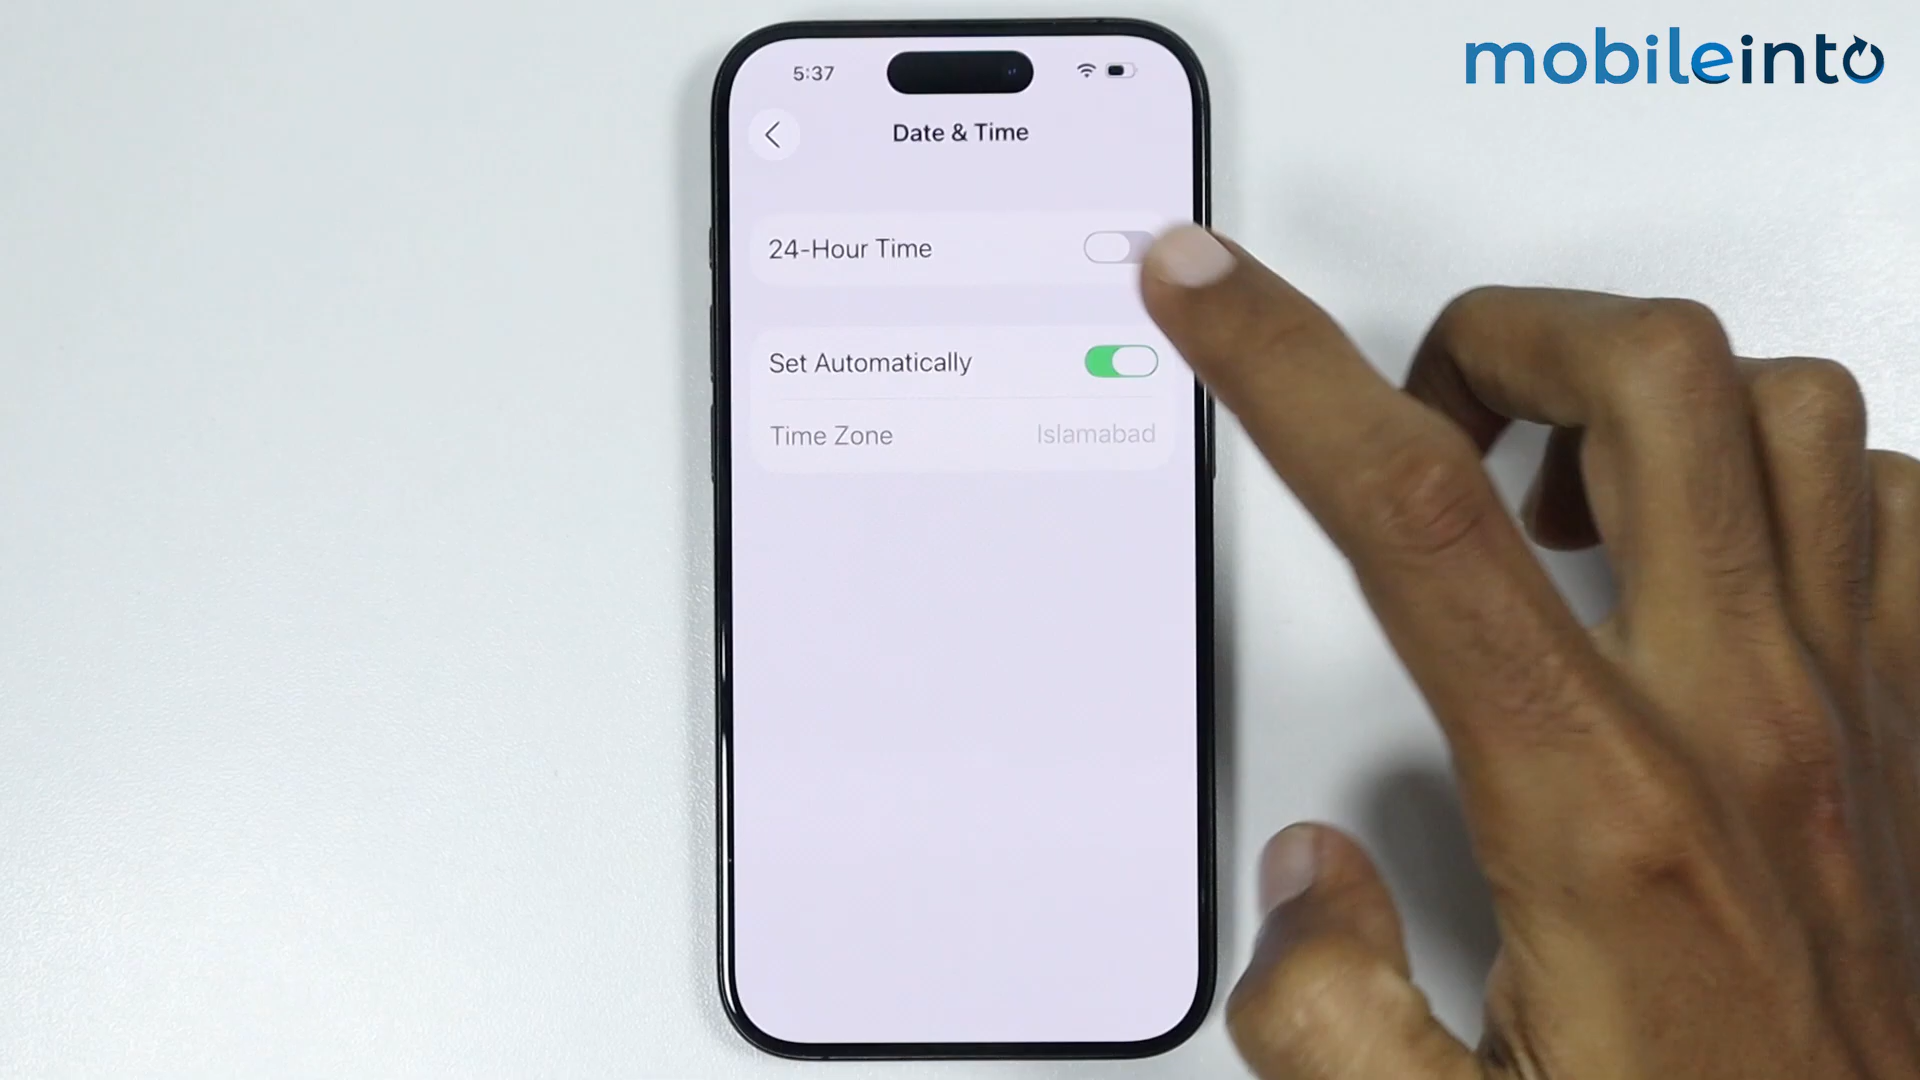 mobileinto
5:37
Date & Time
24-Hour Time
Set Automatically
Time Zone Islamabad